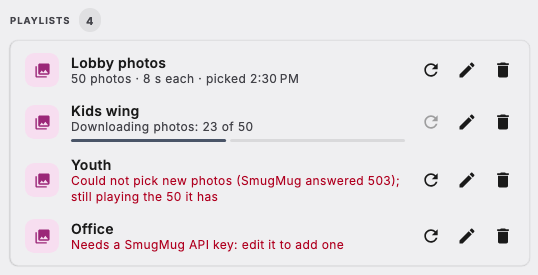 PLAYLISTS 4
Lobby photos
50 photos · 8 s each · picked 2:30 PM
Kids wing
Downloading photos: 23 of 50
Youth
Could not pick new photos (SmugMug answered 503);
still playing the 50 it has
Office
Needs a SmugMug API key: edit it to add one